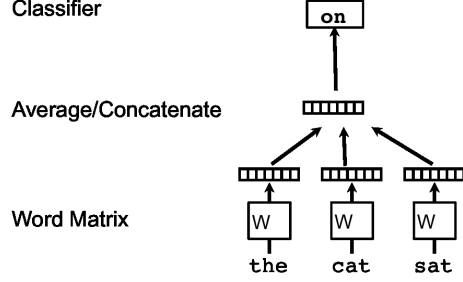 Classifier
on
Average/Concatenate
Word Matrix
W W W
the cat sat